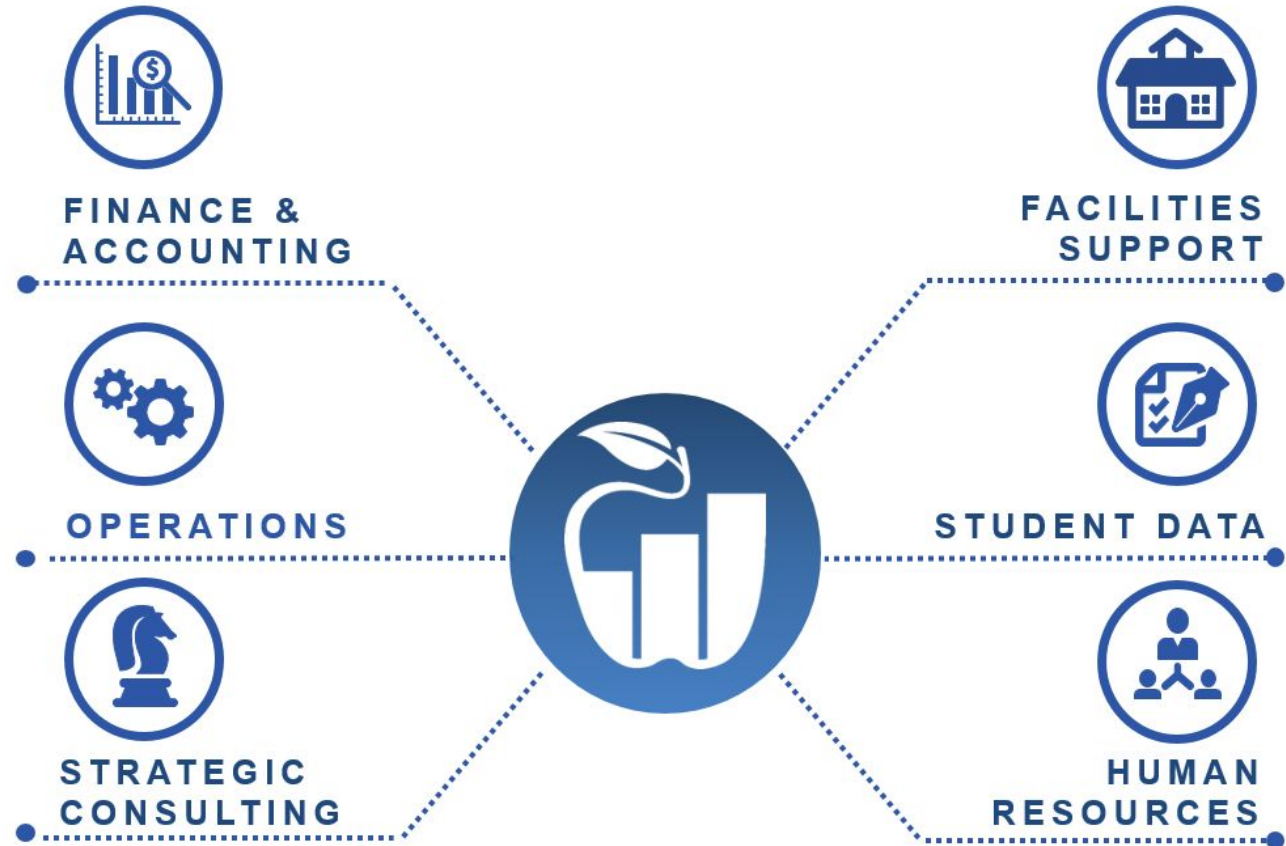 FINANCE &
ACCOUNTING
FACILITIES
SUPPORT
OPERATIONS
STUDENT DATA
STRATEGIC
CONSULTING
HUMAN
RESOURCES